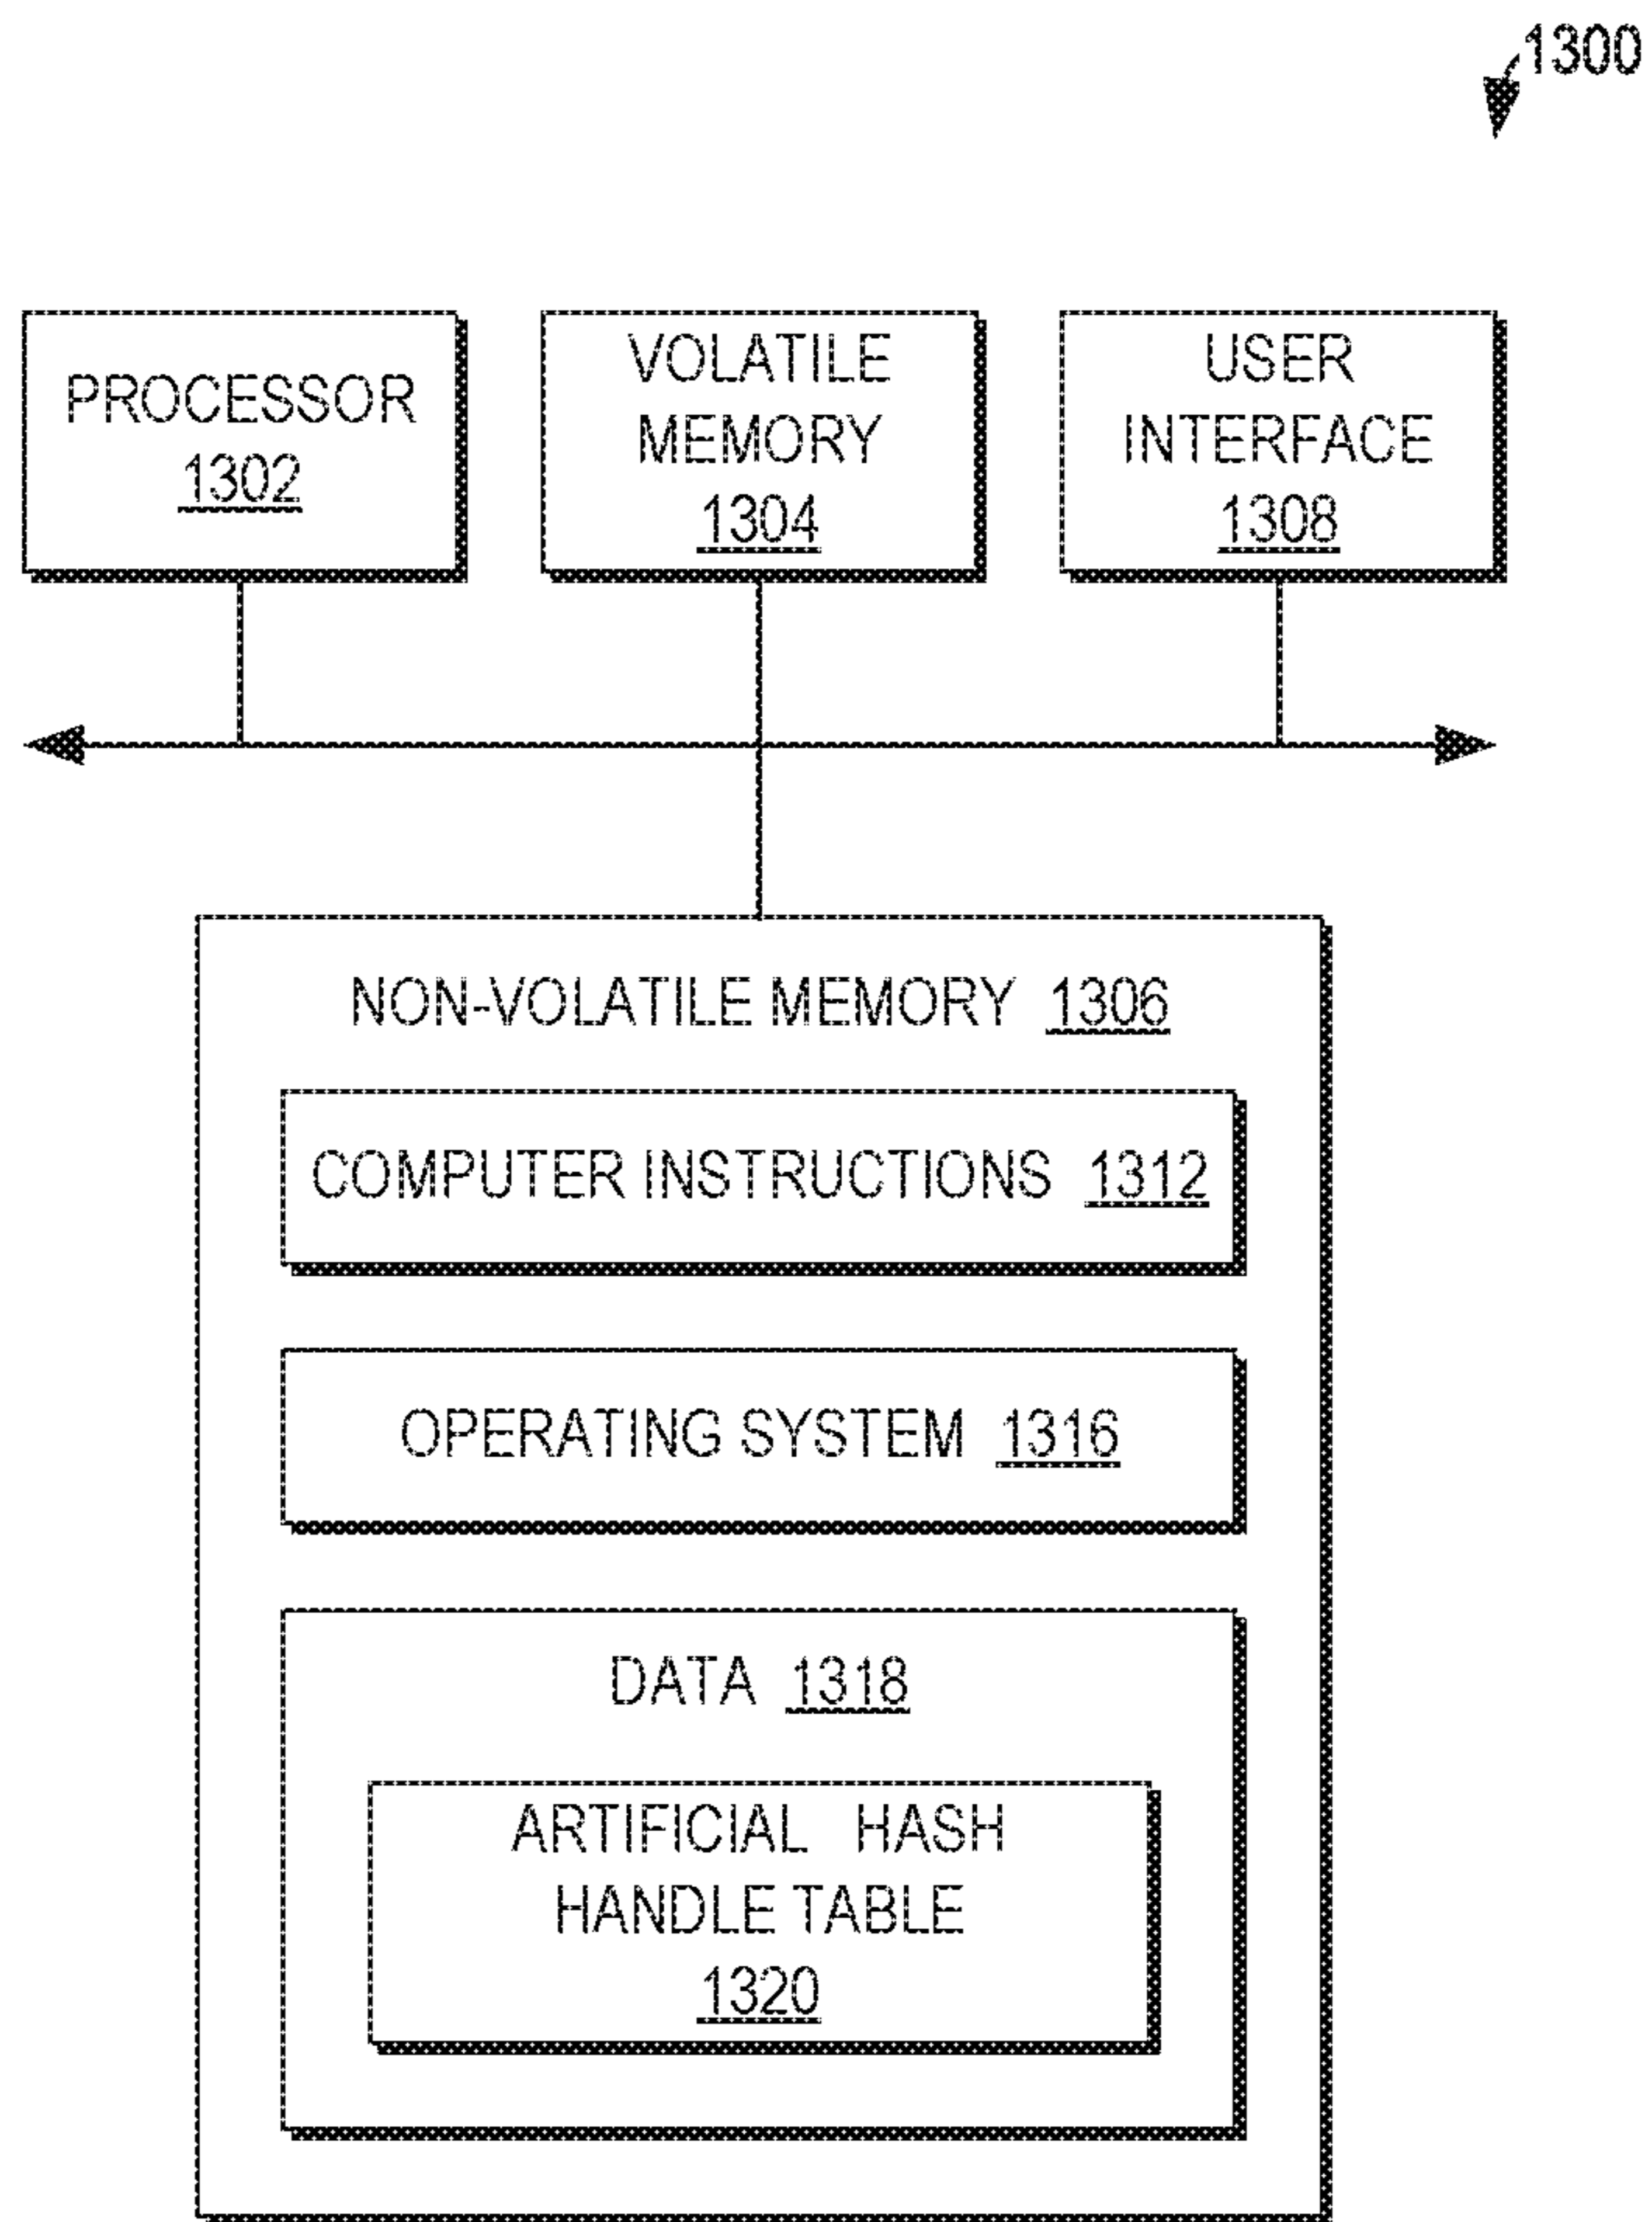 1300
PROCESSOR
1302
VOLATILE
MEMORY
1304
USER
INTERFACE
1308
NON-VOLATILE MEMORY 1306
COMPUTER INSTRUCTIONS 1312
OPERATING SYSTEM 1316
DATA 1318
ARTIFICIAL HASH
HANDLE TABLE
1320